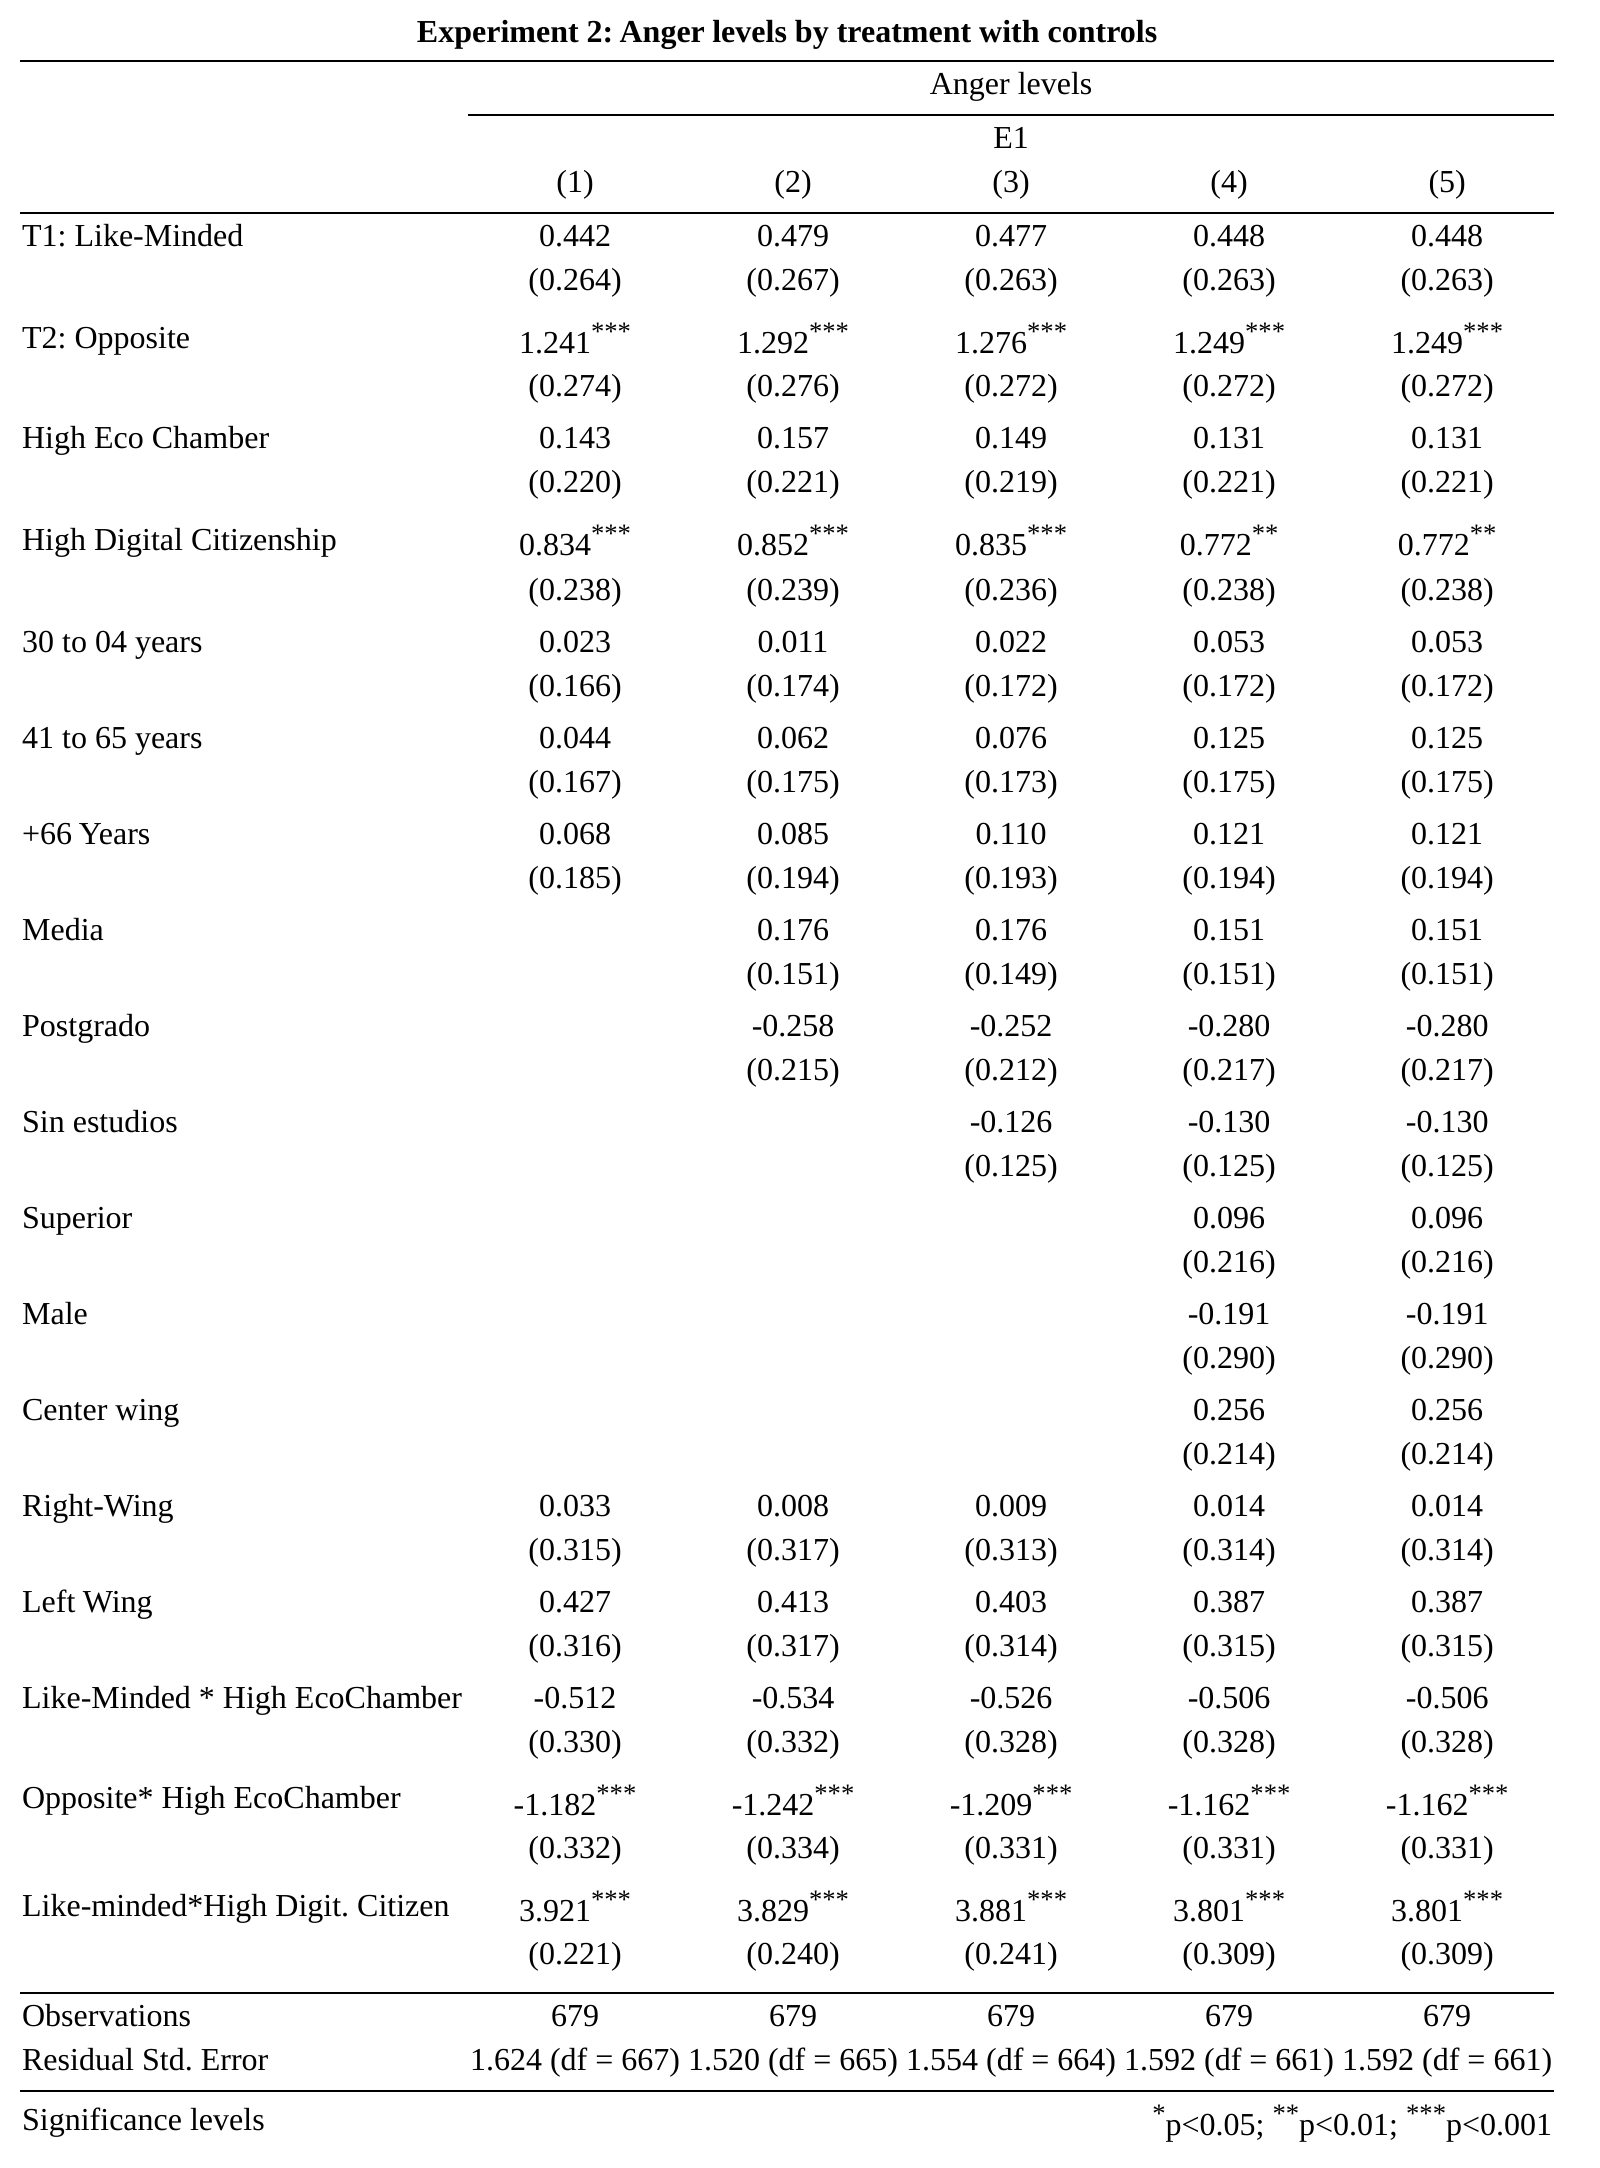 Experiment 2: Anger levels by treatment with controls
Anger levels
E1
(1) (2) (3) (4) (5)
T1: Like-Minded 0.442 0.479 0.477 0.448 0.448
(0.264) (0.267) (0.263) (0.263) (0.263)
T2: Opposite 1.241*** 1.292*** 1.276*** 1.249*** 1.249***
(0.274) (0.276) (0.272) (0.272) (0.272)
High Eco Chamber 0.143 0.157 0.149 0.131 0.131
(0.220) (0.221) (0.219) (0.221) (0.221)
High Digital Citizenship 0.834*** 0.852*** 0.835*** 0.772** 0.772**
(0.238) (0.239) (0.236) (0.238) (0.238)
30 to 04 years 0.023 0.011 0.022 0.053 0.053
(0.166) (0.174) (0.172) (0.172) (0.172)
41 to 65 years 0.044 0.062 0.076 0.125 0.125
(0.167) (0.175) (0.173) (0.175) (0.175)
+66 Years 0.068 0.085 0.110 0.121 0.121
(0.185) (0.194) (0.193) (0.194) (0.194)
Media 0.176 0.176 0.151 0.151
(0.151) (0.149) (0.151) (0.151)
Postgrado -0.258 -0.252 -0.280 -0.280
(0.215) (0.212) (0.217) (0.217)
Sin estudios -0.126 -0.130 -0.130
(0.125) (0.125) (0.125)
Superior 0.096 0.096
(0.216) (0.216)
Male -0.191 -0.191
(0.290) (0.290)
Center wing 0.256 0.256
(0.214) (0.214)
Right-Wing 0.033 0.008 0.009 0.014 0.014
(0.315) (0.317) (0.313) (0.314) (0.314)
Left Wing 0.427 0.413 0.403 0.387 0.387
(0.316) (0.317) (0.314) (0.315) (0.315)
Like-Minded * High EcoChamber -0.512 -0.534 -0.526 -0.506 -0.506
(0.330) (0.332) (0.328) (0.328) (0.328)
Opposite* High EcoChamber -1.182*** -1.242*** -1.209*** -1.162*** -1.162***
(0.332) (0.334) (0.331) (0.331) (0.331)
Like-minded*High Digit. Citizen 3.921*** 3.829*** 3.881*** 3.801*** 3.801***
(0.221) (0.240) (0.241) (0.309) (0.309)
Observations 679 679 679 679 679
Residual Std. Error 1.624 (df = 667) 1.520 (df = 665) 1.554 (df = 664) 1.592 (df = 661) 1.592 (df = 661)
Significance levels *p<0.05; **p<0.01; ***p<0.001